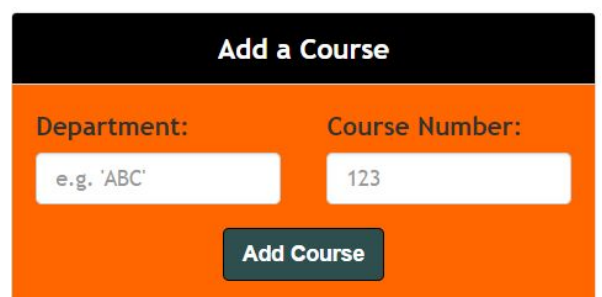 Add a Course
Department: Course Number:
e.g. 'ABC' 123
Add Course